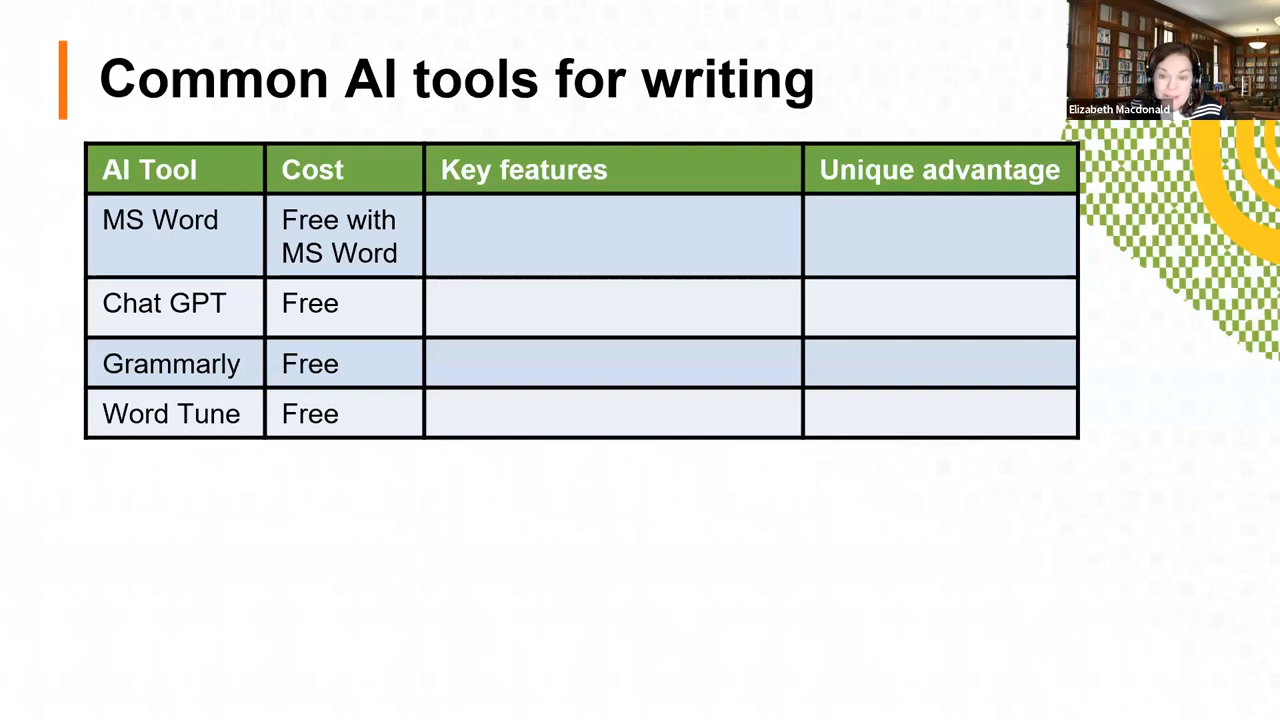 Common AI tools for writing
Elizabeth Macdonald
AI Tool Cost Key features Unique advantage
MS Word Free with
MS Word
Chat GPT Free
Grammarly Free
Word Tune Free